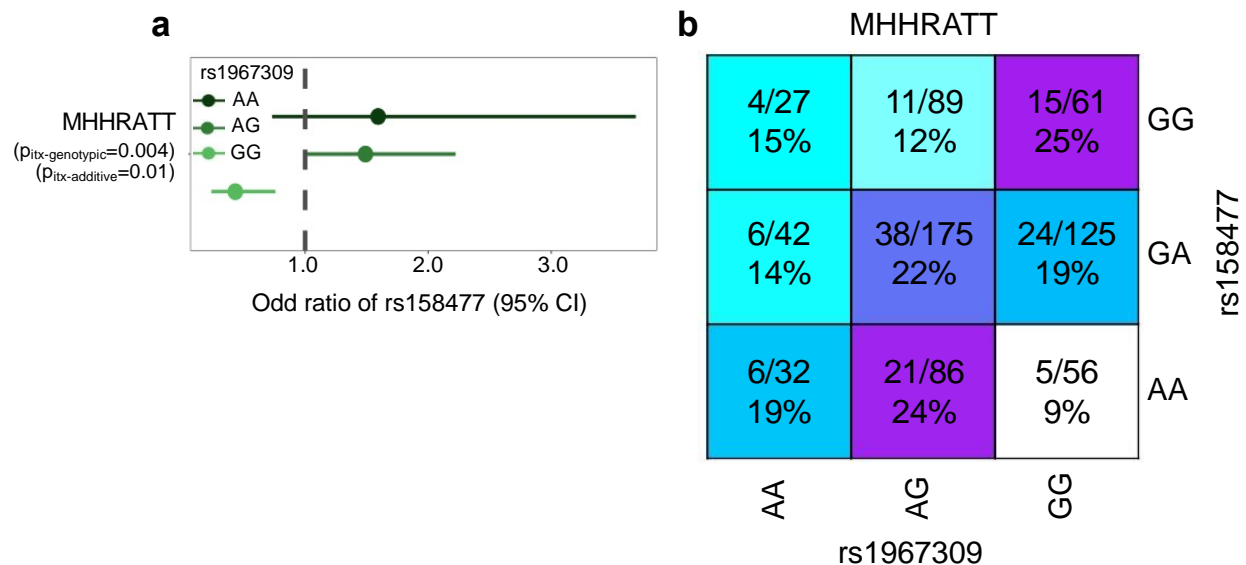 a
rs1967309
AA
AG
GG
MHHRATT
(pitx-genotypic=0.004)
(pitx-additive=0.01)
1.0
2.0
3.0
Odd ratio of rs158477 (95% CI)
b
MHHRATT
4/27
15%
11/89
12%
15/61
25%
GG
6/42
14%
38/175
22%
24/125
19%
GA
6/32
19%
21/86
24%
5/56
9%
AA
rs158477
AA
AG
GG
rs1967309